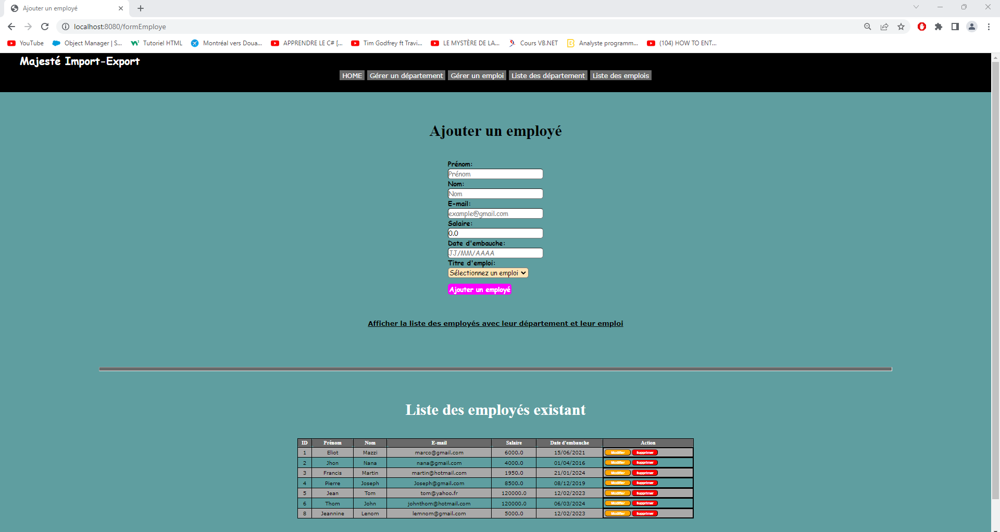 Ajouter un employé
localhost:8080/formEmploye
YouTube Object Manager | S... Tutoriel HTML Montréal vers Doua... APPRENDRE LE C# [... Tim Godfrey ft Travi... LE MYSTÈRE DE LA... Cours VB.NET Analyste programm... (104) HOW TO ENT...
Majesté Import-Export
HOME Gérer un département Gérer un emploi Liste des département Liste des emplois
Ajouter un employé
Prénom:
Prénom
Nom:
Nom
E-mail:
example@gmail.com
Salaire:
0.0
Date d'embauche:
JJ/MM/AAAA
Titre d'emploi:
Sélectionnez un emploi
Ajouter un employé
Afficher la liste des employés avec leur département et leur emploi
Liste des employés existant
ID Prénom Nom E-mail Salaire Date d'embauche Action
1 Eliot Mazzi marco@gmail.com 6000.0 15/06/2021 Modifier Supprimer
2 Jhon Nana nana@gmail.com 4000.0 01/04/2016 Modifier Supprimer
3 Francis Martin martin@hotmail.com 1950.0 21/01/2024 Modifier Supprimer
4 Pierre Joseph Joseph@gmail.com 8500.0 08/12/2019 Modifier Supprimer
5 Jean Tom tom@yahoo.fr 120000.0 12/02/2023 Modifier Supprimer
6 Thom John johnthom@hotmail.com 120000.0 06/03/2024 Modifier Supprimer
8 Jeannine Lenom lemnom@gmail.com 5000.0 12/02/2023 Modifier Supprimer